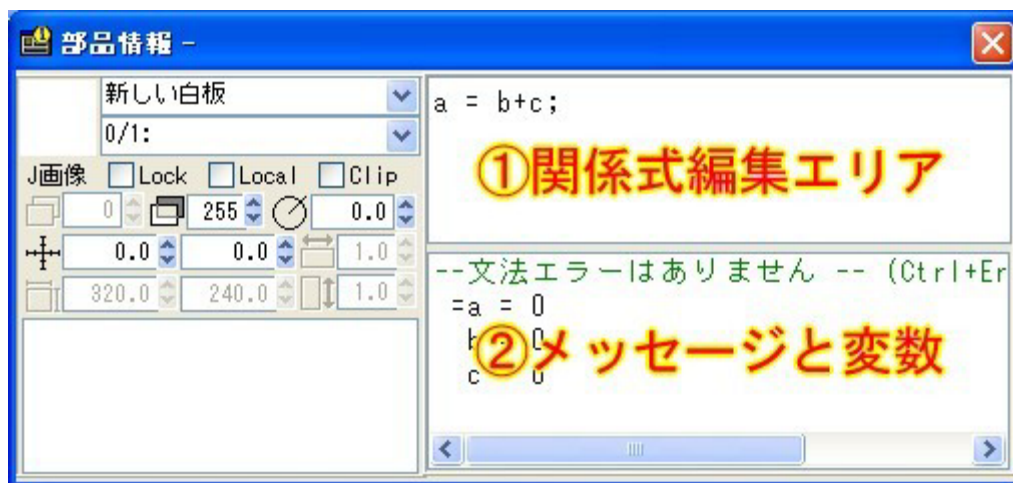 部品情報 -
新しい白板
0/1:
J画像 Lock Local Clip
0 255 0.0
0.0 0.0 1.0
320.0 240.0 1.0
a = b+c;
①関係式編集エリア
--文法エラーはありません -- (Ctrl+Er
=a = 0
b 0
②メッセージと変数
c 0